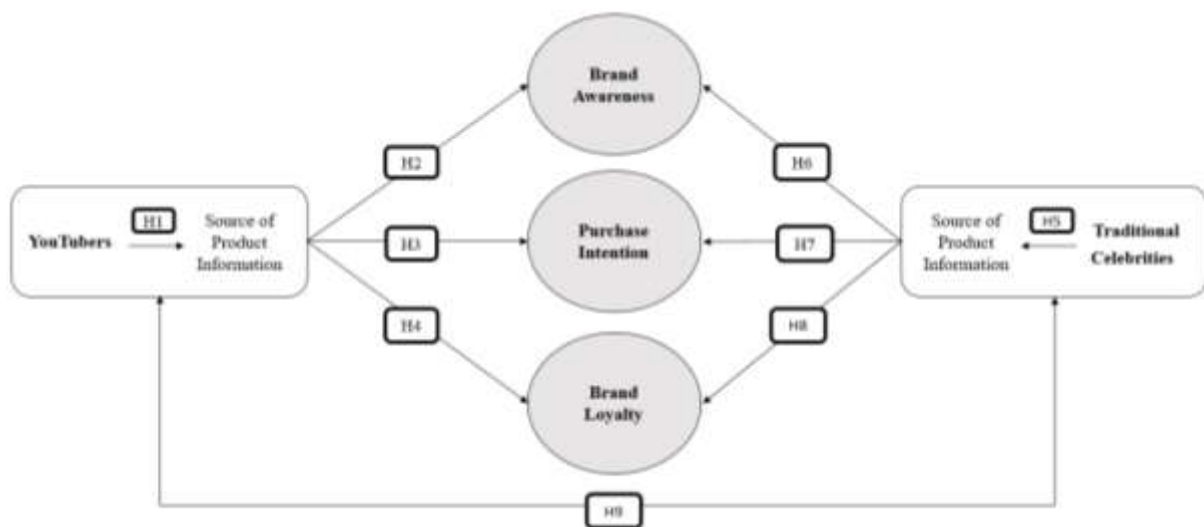 Brand
Awareness
H2
H6
YouTubers
H1
Source of
Product
Information
H3
Purchase
Intention
H7
Source of
Product
Information
H5
Traditional
Celebrities
H4
H8
Brand
Loyalty
H9